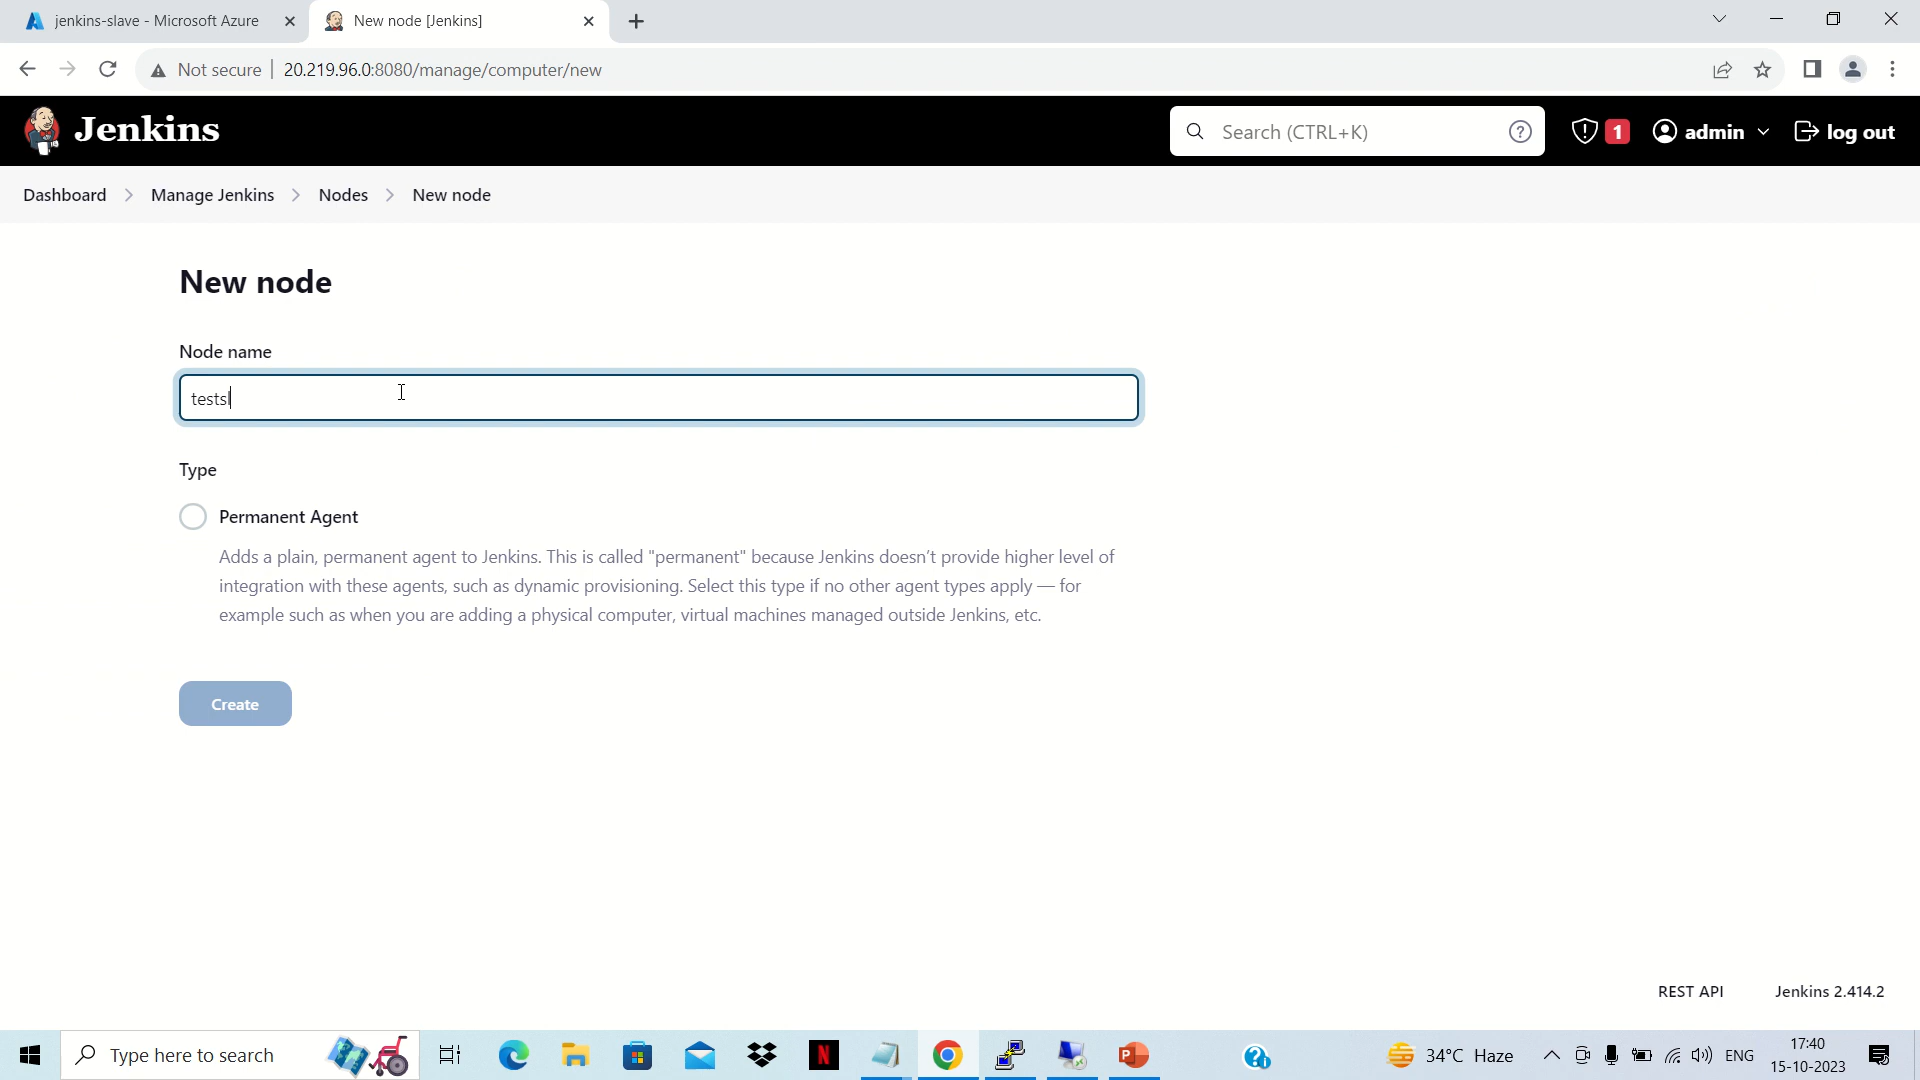 jenkins-slave - Microsoft Azure
New node [Jenkins]
Not secure
20.219.96.0:8080/manage/computer/new
Jenkins
Search (CTRL+K)
1
admin
log out
Dashboard
Manage Jenkins
Nodes
New node
New node
Node name
testsl
Type
Permanent Agent
Adds a plain, permanent agent to Jenkins. This is called "permanent" because Jenkins doesn't provide higher level of
integration with these agents, such as dynamic provisioning. Select this type if no other agent types apply — for
example such as when you are adding a physical computer, virtual machines managed outside Jenkins, etc.
Create
REST API
Jenkins 2.414.2
Type here to search
34°C Haze
ENG
17:40
15-10-2023